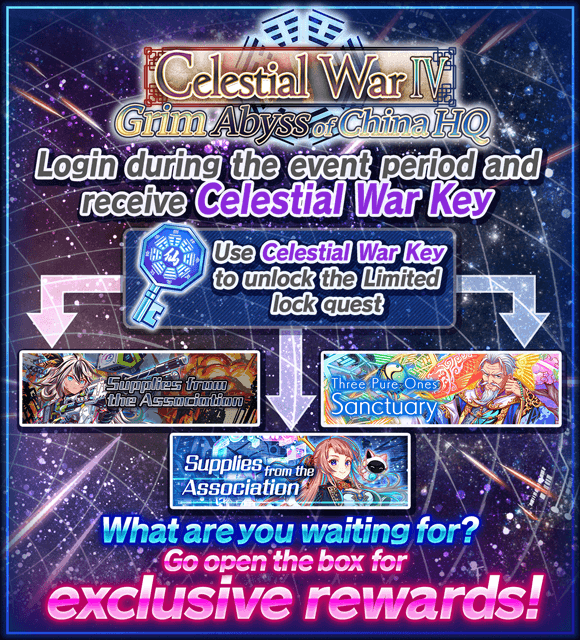 Celestial War IV
Grim Abyss of China HQ
Login during the event period and
receive Celestial War Key
Use Celestial War Key
to unlock the Limited
lock quest
Supplies from
the Association
Three Pure Ones
Sanctuary
Supplies from the
Association
What are you waiting for?
Go open the box for
exclusive rewards!